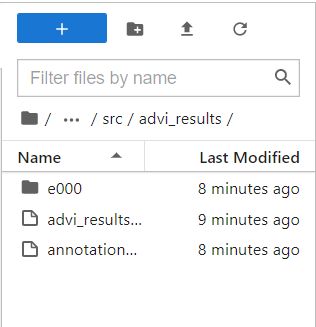 +
Filter files by name
/ ... / src / advi_results /
Name Last Modified
e000 8 minutes ago
advi_results... 9 minutes ago
annotation... 8 minutes ago